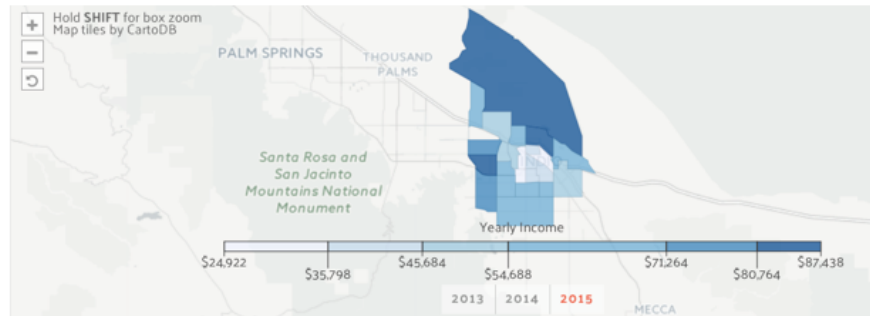 Hold SHIFT for box zoom
Map tiles by CartoDB
PALM SPRINGS
THOUSAND
PALMS
Santa Rosa and
San Jacinto
Mountains National
Monument
Yearly Income
$24,922
$35,798
$45,684
$54,688
$71,264
$80,764
$87,438
2013
2014
2015
MECCA